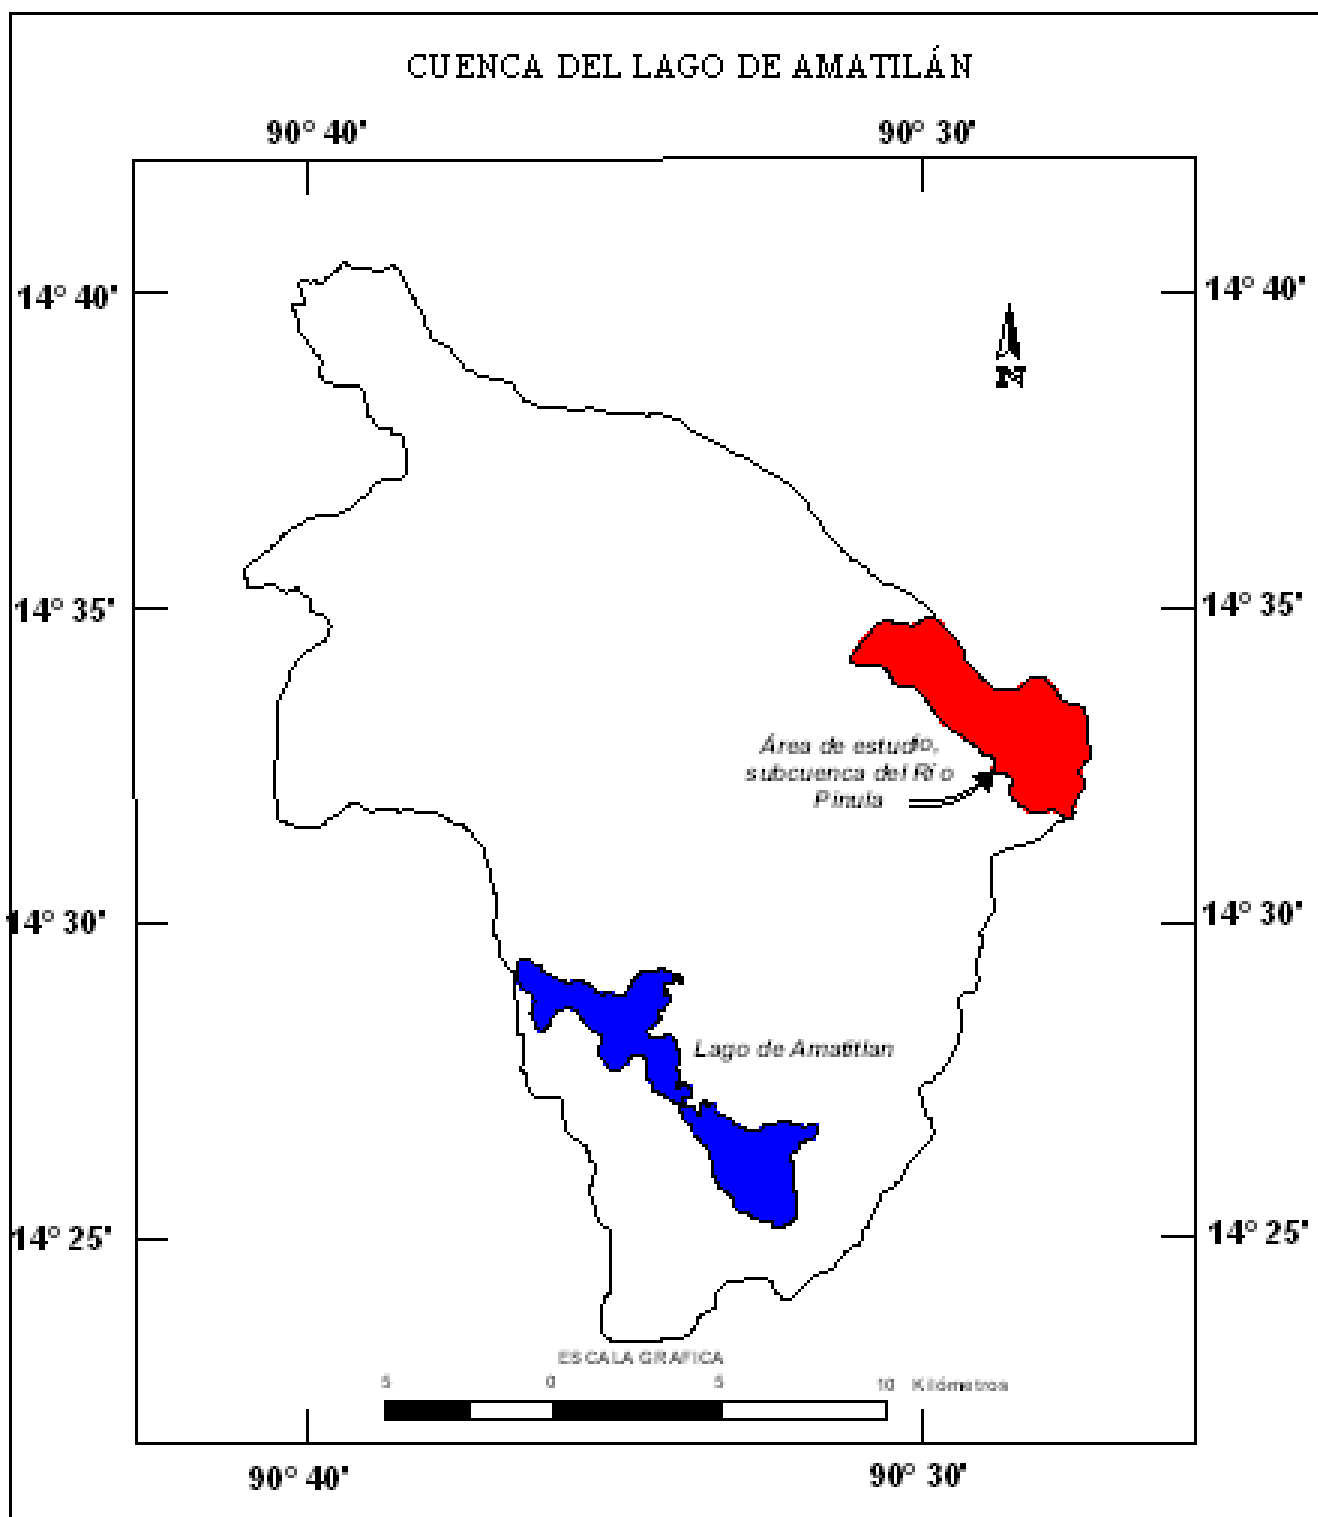 CUENCA DEL LAGO DE AMATILÁN
90° 40' 90° 30'
14° 40' 14° 40'
N
14° 35' 14° 35'
Área de estudio,
subcuenca del Río
Pinula
14° 30' 14° 30'
Lago de Amatitlan
14° 25' 14° 25'
ESCALA GRAFICA
5 0 5 10 Kilómetros
90° 40' 90° 30'